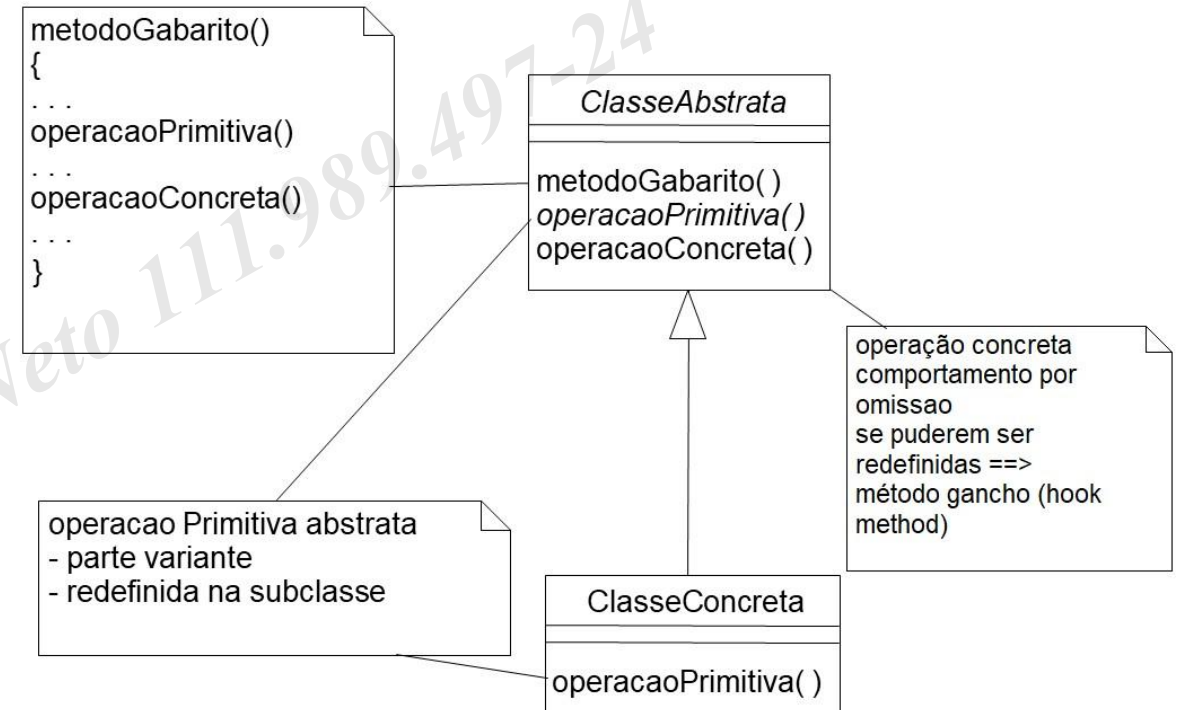 metodoGabarito()
{
. . .
operacaoPrimitiva()
. . .
operacaoConcreta()
. . .
}
ClasseAbstrata
metodoGabarito( )
operacaoPrimitiva( )
operacaoConcreta( )
operação concreta
comportamento por
omissao
se puderem ser
redefinidas ==>
método gancho (hook
method)
operacao Primitiva abstrata
- parte variante
- redefinida na subclasse
ClasseConcreta
operacaoPrimitiva( )
Neto 111.989.497-24